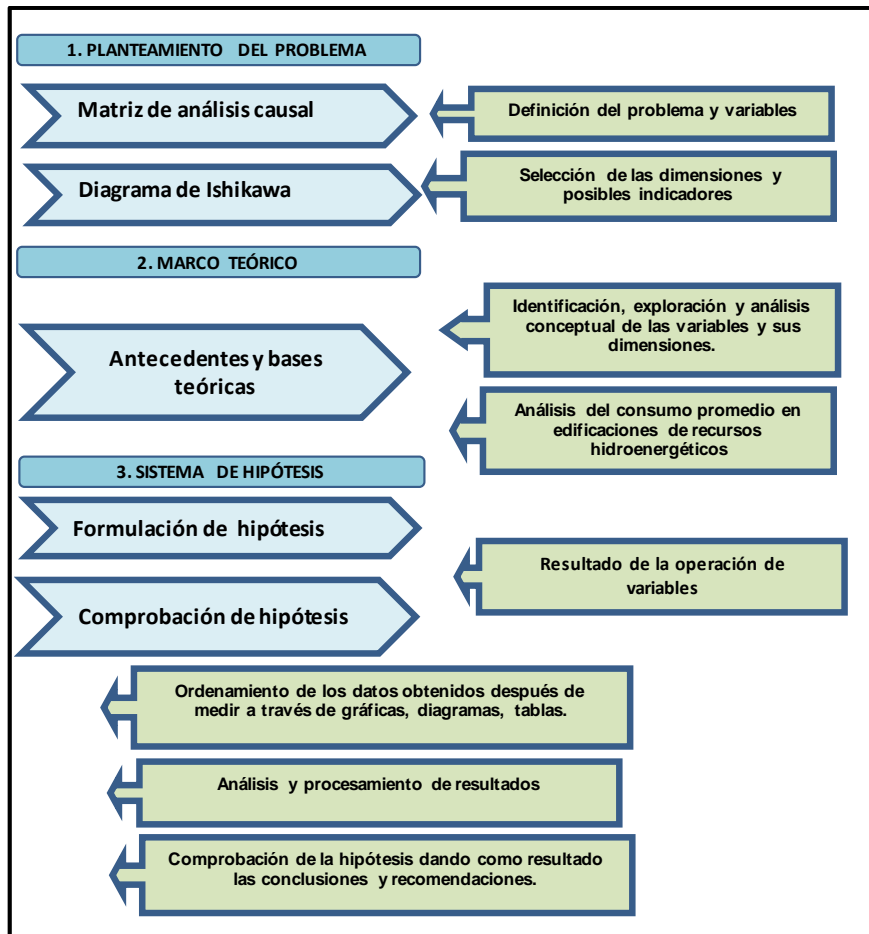 1. PLANTEAMIENTO DEL PROBLEMA
Matriz de análisis causal
Definición del problema y variables
Diagrama de Ishikawa
Selección de las dimensiones y
posibles indicadores
2. MARCO TEÓRICO
Antecedentes y bases
teóricas
Identificación, exploración y análisis
conceptual de las variables y sus
dimensiones.
Análisis del consumo promedio en
edificaciones de recursos
hidroenergéticos
3. SISTEMA DE HIPÓTESIS
Formulación de hipótesis
Resultado de la operación de
variables
Comprobación de hipótesis
Ordenamiento de los datos obtenidos después de
medir a través de gráficas, diagramas, tablas.
Análisis y procesamiento de resultados
Comprobación de la hipótesis dando como resultado
las conclusiones y recomendaciones.